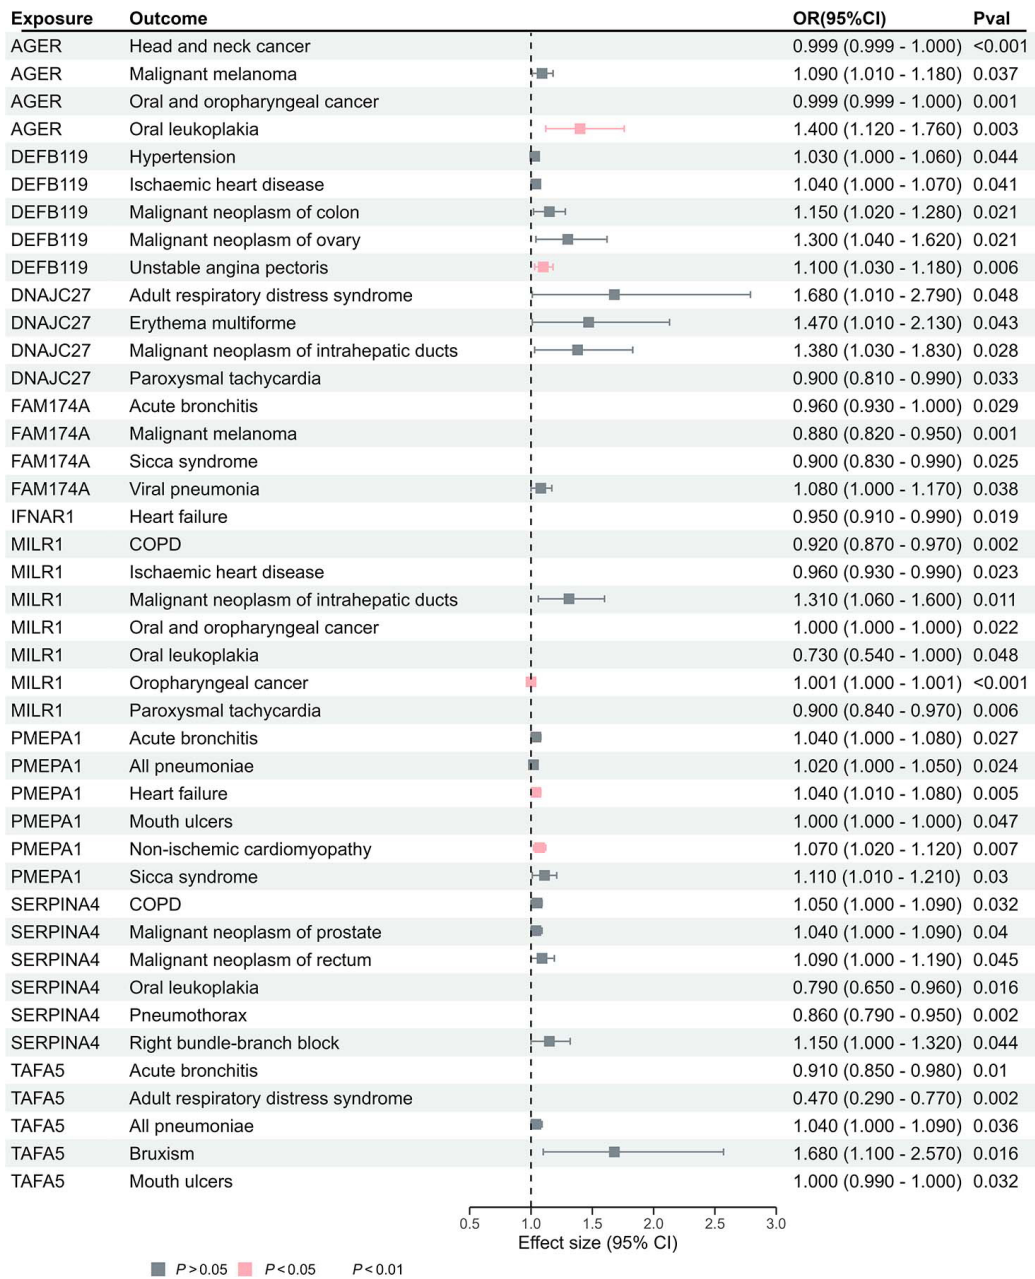 Exposure Outcome OR(95%CI) Pval
AGER Head and neck cancer 0.999 (0.999 - 1.000) <0.001
AGER Malignant melanoma 1.090 (1.010 - 1.180) 0.037
AGER Oral and oropharyngeal cancer 0.999 (0.999 - 1.000) 0.001
AGER Oral leukoplakia 1.400 (1.120 - 1.760) 0.003
DEFB119 Hypertension 1.030 (1.000 - 1.060) 0.044
DEFB119 Ischaemic heart disease 1.040 (1.000 - 1.070) 0.041
DEFB119 Malignant neoplasm of colon 1.150 (1.020 - 1.280) 0.021
DEFB119 Malignant neoplasm of ovary 1.300 (1.040 - 1.620) 0.021
DEFB119 Unstable angina pectoris 1.100 (1.030 - 1.180) 0.006
DNAJC27 Adult respiratory distress syndrome 1.680 (1.010 - 2.790) 0.048
DNAJC27 Erythema multiforme 1.470 (1.010 - 2.130) 0.043
DNAJC27 Malignant neoplasm of intrahepatic ducts 1.380 (1.030 - 1.830) 0.028
DNAJC27 Paroxysmal tachycardia 0.900 (0.810 - 0.990) 0.033
FAM174A Acute bronchitis 0.960 (0.930 - 1.000) 0.029
FAM174A Malignant melanoma 0.880 (0.820 - 0.950) 0.001
FAM174A Sicca syndrome 0.900 (0.830 - 0.990) 0.025
FAM174A Viral pneumonia 1.080 (1.000 - 1.170) 0.038
IFNAR1 Heart failure 0.950 (0.910 - 0.990) 0.019
MILR1 COPD 0.920 (0.870 - 0.970) 0.002
MILR1 Ischaemic heart disease 0.960 (0.930 - 0.990) 0.023
MILR1 Malignant neoplasm of intrahepatic ducts 1.310 (1.060 - 1.600) 0.011
MILR1 Oral and oropharyngeal cancer 1.000 (1.000 - 1.000) 0.022
MILR1 Oral leukoplakia 0.730 (0.540 - 1.000) 0.048
MILR1 Oropharyngeal cancer 1.001 (1.000 - 1.001) <0.001
MILR1 Paroxysmal tachycardia 0.900 (0.840 - 0.970) 0.006
PMEPA1 Acute bronchitis 1.040 (1.000 - 1.080) 0.027
PMEPA1 All pneumoniae 1.020 (1.000 - 1.050) 0.024
PMEPA1 Heart failure 1.040 (1.010 - 1.080) 0.005
PMEPA1 Mouth ulcers 1.000 (1.000 - 1.000) 0.047
PMEPA1 Non-ischemic cardiomyopathy 1.070 (1.020 - 1.120) 0.007
PMEPA1 Sicca syndrome 1.110 (1.010 - 1.210) 0.03
SERPINA4 COPD 1.050 (1.000 - 1.090) 0.032
SERPINA4 Malignant neoplasm of prostate 1.040 (1.000 - 1.090) 0.04
SERPINA4 Malignant neoplasm of rectum 1.090 (1.000 - 1.190) 0.045
SERPINA4 Oral leukoplakia 0.790 (0.650 - 0.960) 0.016
SERPINA4 Pneumothorax 0.860 (0.790 - 0.950) 0.002
SERPINA4 Right bundle-branch block 1.150 (1.000 - 1.320) 0.044
TAFA5 Acute bronchitis 0.910 (0.850 - 0.980) 0.01
TAFA5 Adult respiratory distress syndrome 0.470 (0.290 - 0.770) 0.002
TAFA5 All pneumoniae 1.040 (1.000 - 1.090) 0.036
TAFA5 Bruxism 1.680 (1.100 - 2.570) 0.016
TAFA5 Mouth ulcers 1.000 (0.990 - 1.000) 0.032
0.5 1.0 1.5 2.0 2.5 3.0
Effect size (95% CI)
P>0.05 P<0.05 P<0.01